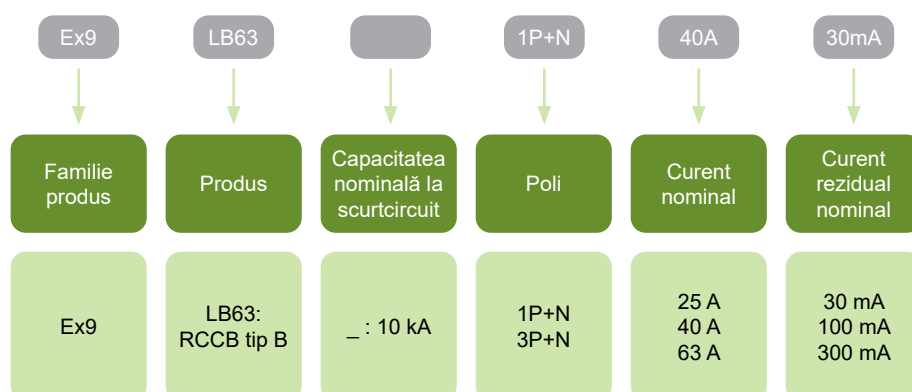 Ex9
LB63
1P+N
40A
30mA
Familie
produs
Produs
Capacitatea
nominală la
scurtcircuit
Poli
Curent
nominal
Curent
rezidual
nominal
Ex9
LB63:
RCCB tip B
_ : 10 kA
1P+N
3P+N
25 A
40 A
63 A
30 mA
100 mA
300 mA